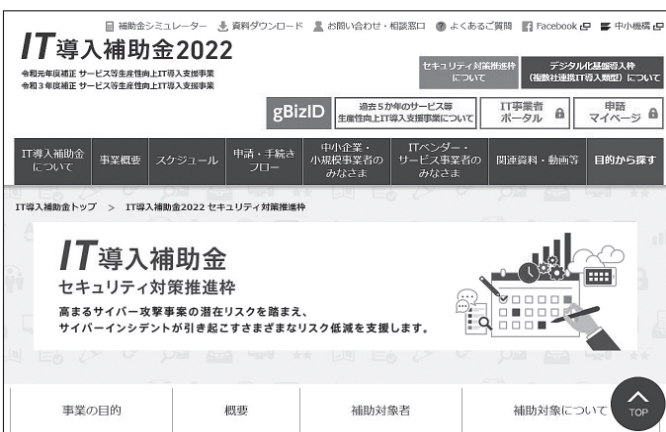 補助金シミュレーター 資料ダウンロード お問い合わせ・相談窓口 よくあるご質問 Facebook 中小機構
IT導入補助金2022
令和元年度補正 サービス等生産性向上IT導入支援事業
令和3年度補正 サービス等生産性向上IT導入支援事業
セキュリティ対策推進枠
について
デジタル化基盤導入枠
(複数社連携IT導入類型)について
gBizID
過去5か年のサービス等
生産性向上IT導入支援事業について
IT事業者
ポータル
申請
マイページ
IT導入補助金
について
事業概要
スケジュール
申請・手続き
フロー
中小企業・
小規模事業者の
みなさま
ITベンダー・
サービス事業者の
みなさま
関連資料・動画等
目的から探す
IT導入補助金トップ > IT導入補助金2022 セキュリティ対策推進枠
IT導入補助金
セキュリティ対策推進枠
高まるサイバー攻撃事案の潜在リスクを踏まえ、
サイバーインシデントが引き起こすさまざまなリスク低減を支援します。
事業の目的
概要
補助対象者
補助対象について
TOP